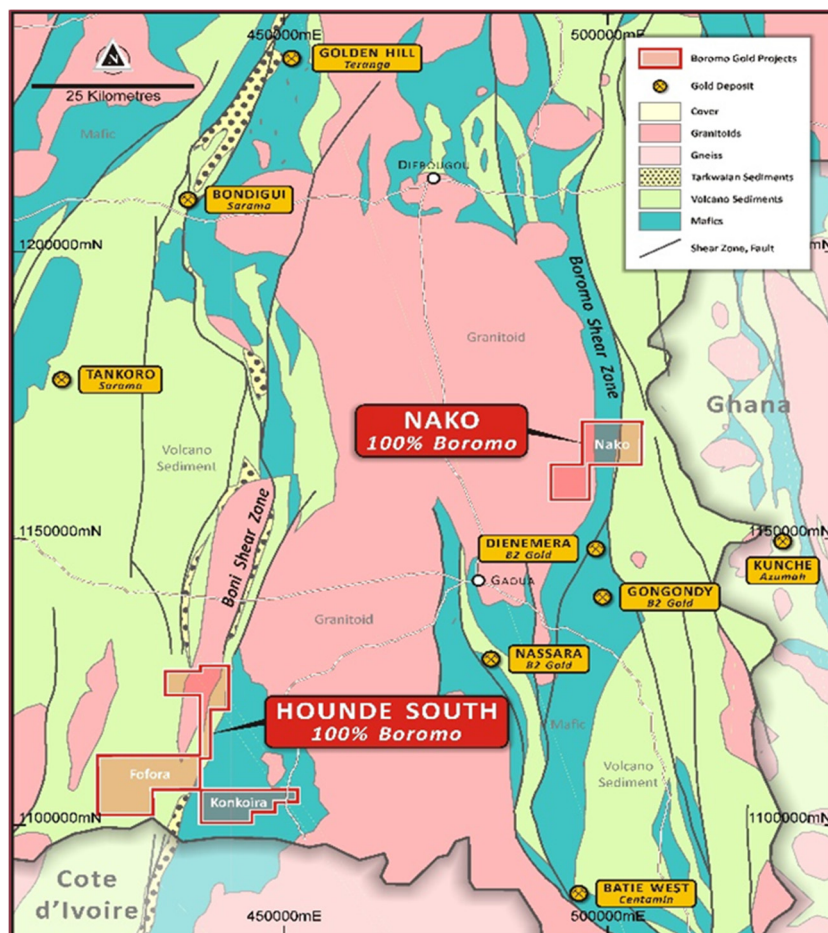 450000mE
500000mE
N
25 Kilometres
GOLDEN HILL
Teranga
Mafic
Boromo Gold Projects
Gold Deposit
Cover
Granitoids
Gneiss
Tarkwaian Sediments
Volcano Sediments
Mafics
Shear Zone, Fault
DIEBOUGOU
BONDIGUI
Sarama
1200000mN
1200000mN
Boromo Shear Zone
Granitoid
TANKORO
Sarama
Ghana
NAKO
100% Boromo
Nako
Volcano
Sediment
Boni Shear Zone
1150000mN
1150000mN
DIENEMERA
B2 Gold
KUNCHE
Azumah
GAOUA
GONGONDY
B2 Gold
Granitoid
NASSARA
B2 Gold
HOUNDE SOUTH
100% Boromo
Mafic
Fofora
Volcano
Sediment
Konkoira
1100000mN
1100000mN
Cote
d'Ivoire
BATIE WEST
Centamin
450000mE
500000mE